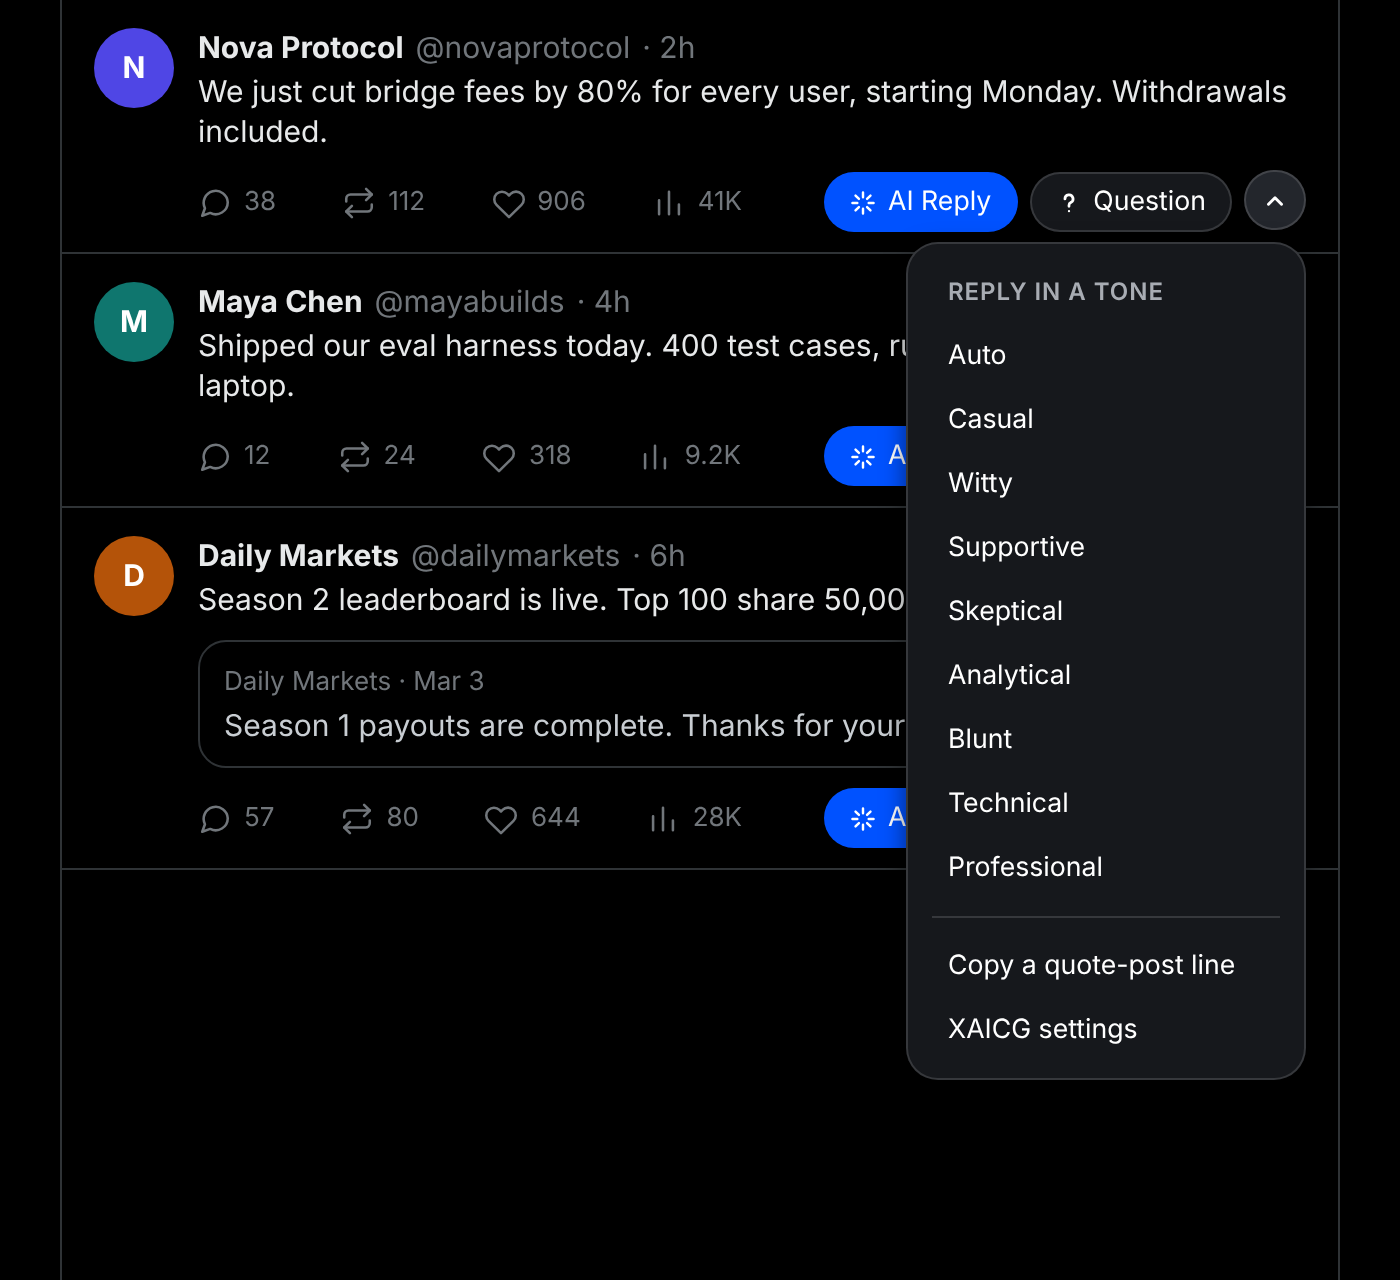 N
Nova Protocol @novaprotocol · 2h
We just cut bridge fees by 80% for every user, starting Monday. Withdrawals
included.
38 112 906 41K AI Reply ? Question
M
Maya Chen @mayabuilds · 4h
Shipped our eval harness today. 400 test cases,
laptop.
12 24 318 9.2K
D
Daily Markets @dailymarkets · 6h
Season 2 leaderboard is live. Top 100 share
Daily Markets · Mar 3
Season 1 payouts are complete. Thanks for your
57 80 644 28K
REPLY IN A TONE
Auto
Casual
Witty
Supportive
Skeptical
Analytical
Blunt
Technical
Professional
Copy a quote-post line
XAICG settings